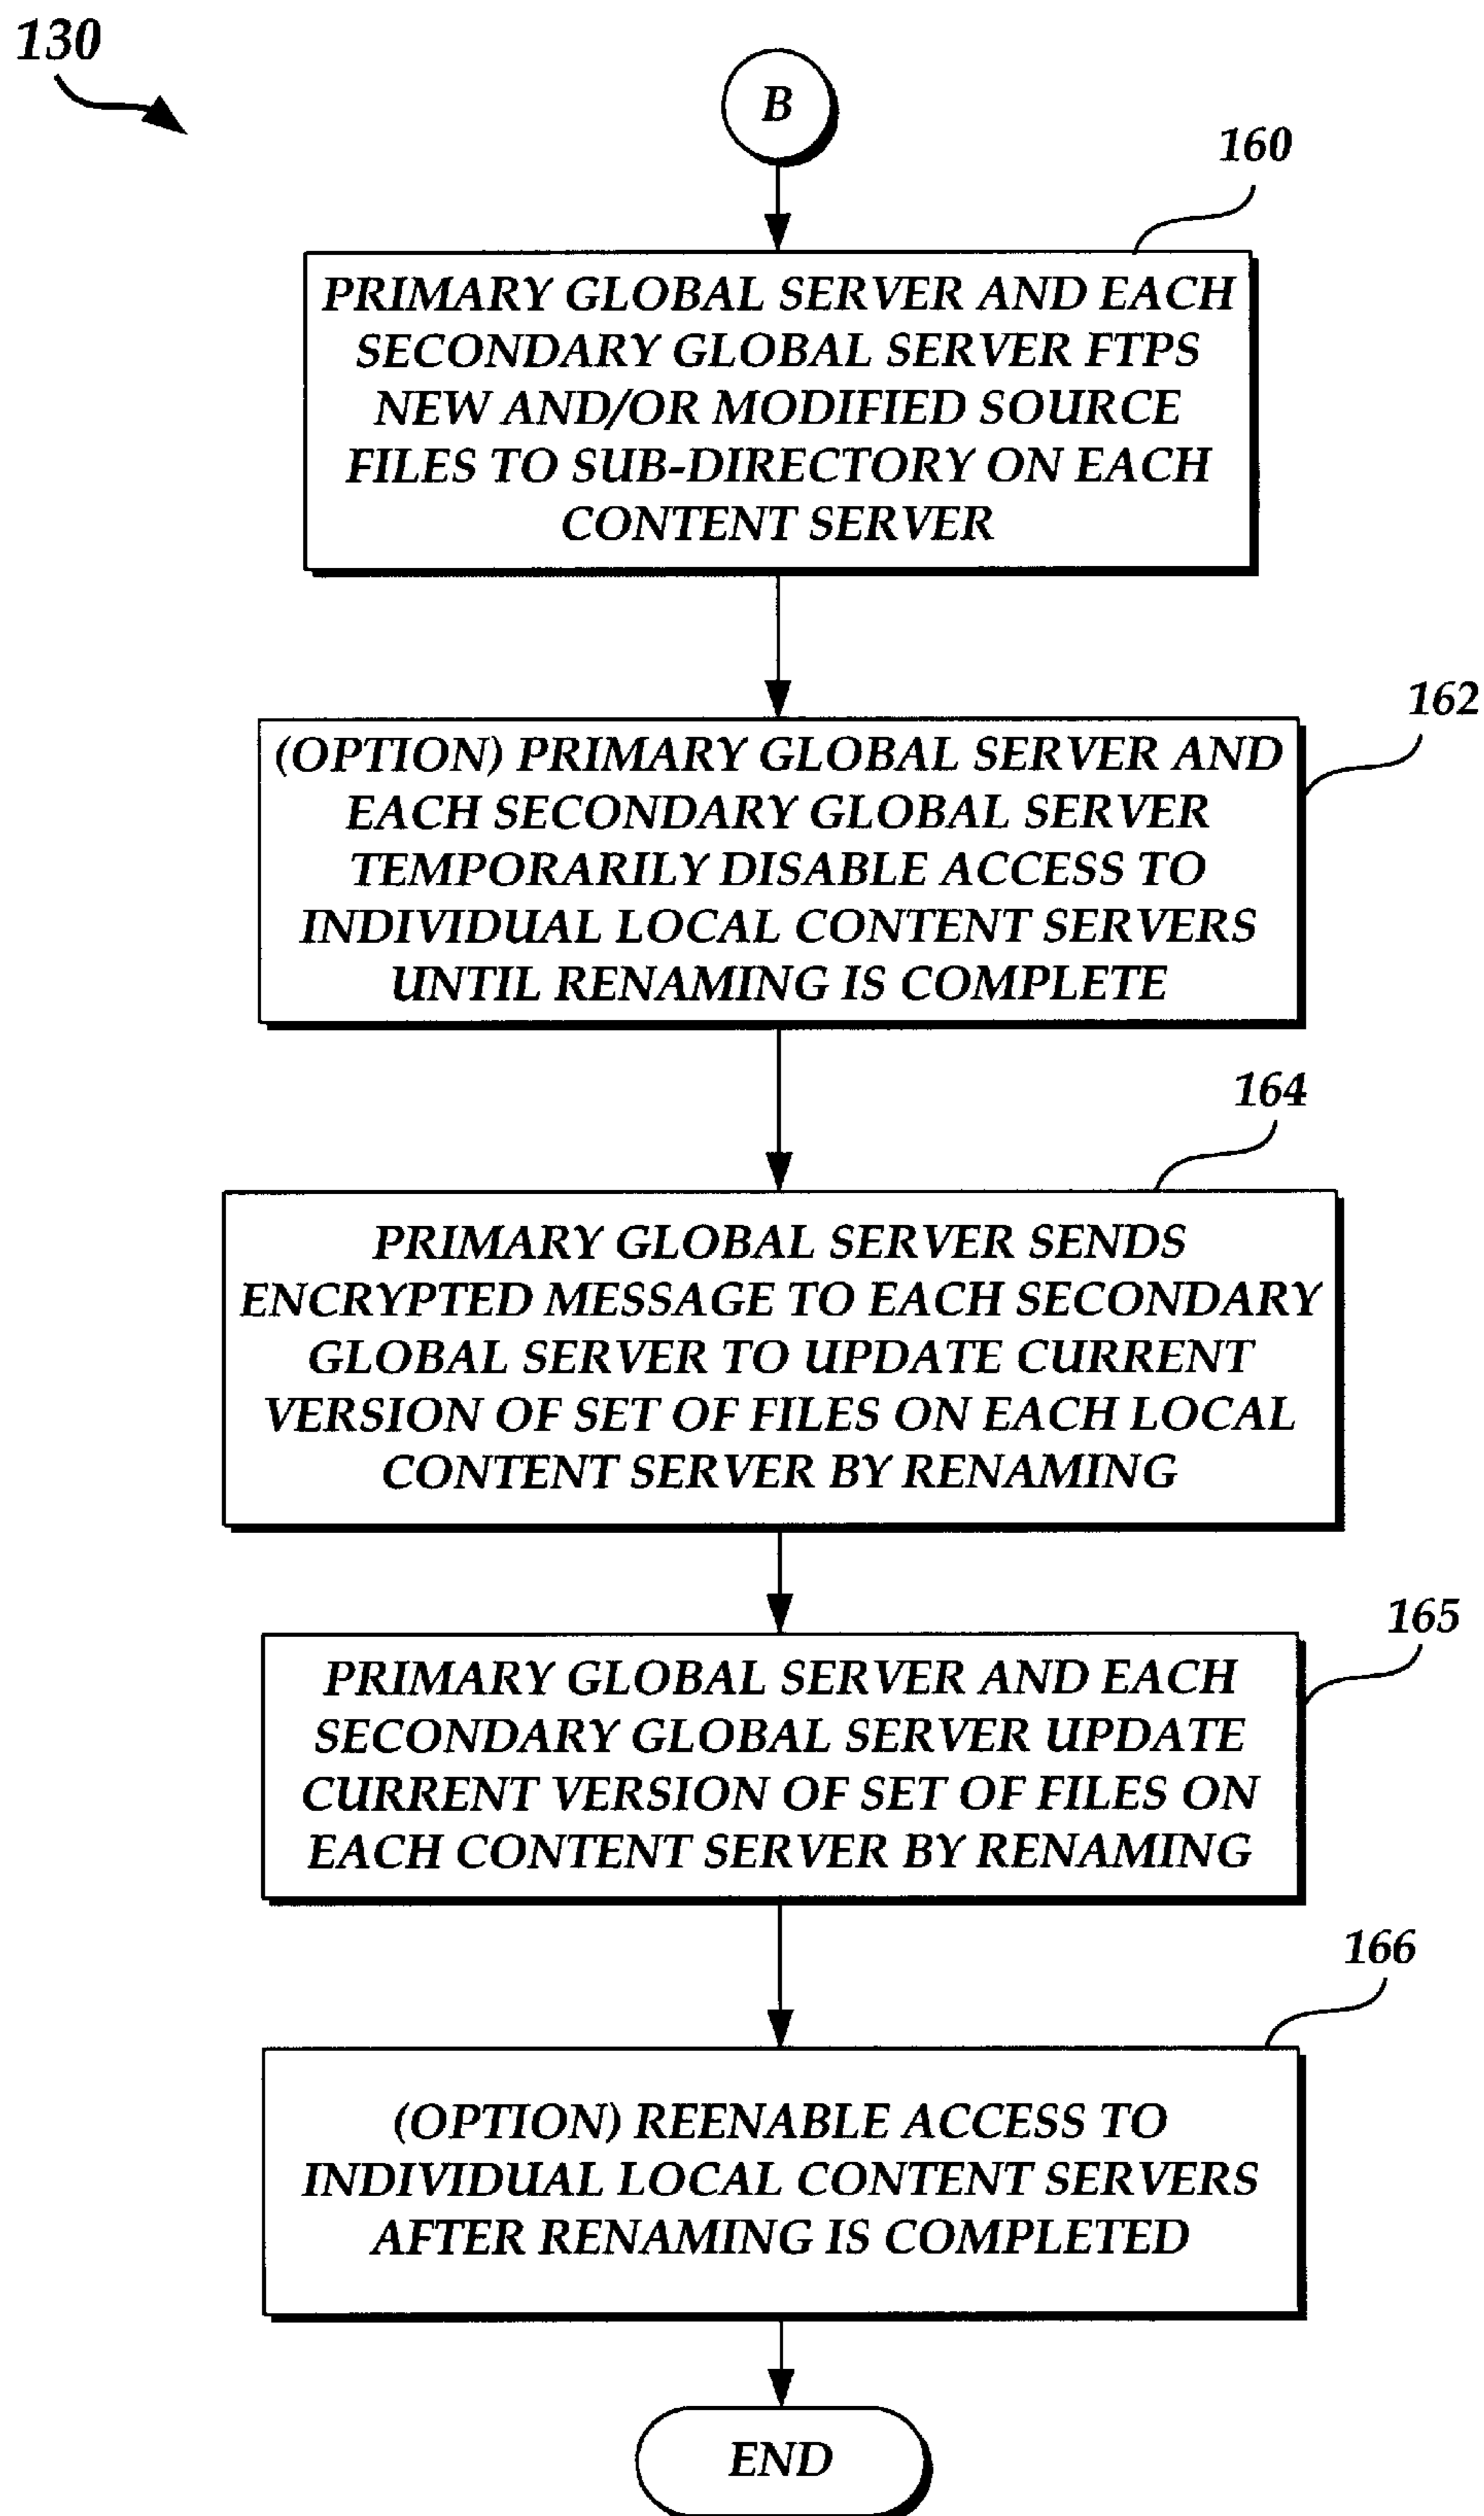 130
B
160
PRIMARY GLOBAL SERVER AND EACH
SECONDARY GLOBAL SERVER FTPS
NEW AND/OR MODIFIED SOURCE
FILES TO SUB-DIRECTORY ON EACH
CONTENT SERVER
162
(OPTION) PRIMARY GLOBAL SERVER AND
EACH SECONDARY GLOBAL SERVER
TEMPORARILY DISABLE ACCESS TO
INDIVIDUAL LOCAL CONTENT SERVERS
UNTIL RENAMING IS COMPLETE
164
PRIMARY GLOBAL SERVER SENDS
ENCRYPTED MESSAGE TO EACH SECONDARY
GLOBAL SERVER TO UPDATE CURRENT
VERSION OF SET OF FILES ON EACH LOCAL
CONTENT SERVER BY RENAMING
165
PRIMARY GLOBAL SERVER AND EACH
SECONDARY GLOBAL SERVER UPDATE
CURRENT VERSION OF SET OF FILES ON
EACH CONTENT SERVER BY RENAMING
166
(OPTION) REENABLE ACCESS TO
INDIVIDUAL LOCAL CONTENT SERVERS
AFTER RENAMING IS COMPLETED
END